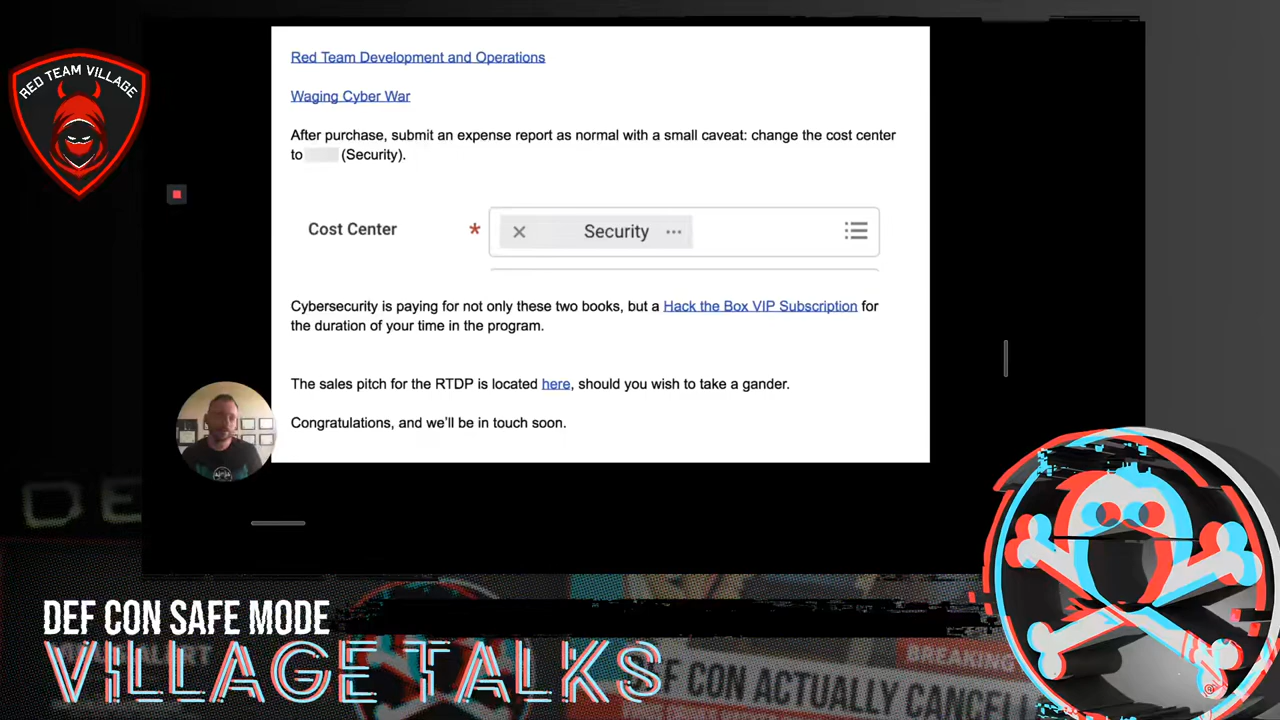 RED TEAM VILLAGE
Red Team Development and Operations
Waging Cyber War
After purchase, submit an expense report as normal with a small caveat: change the cost center
to (Security).
Cost Center * × Security ...
Cybersecurity is paying for not only these two books, but a Hack the Box VIP Subscription for
the duration of your time in the program.
The sales pitch for the RTDP is located here, should you wish to take a gander.
Congratulations, and we'll be in touch soon.
DE
DEF CON SAFE MODE
VILLAGE TALKS
BREAKING
DEF CON ACTUALLY CANCELL